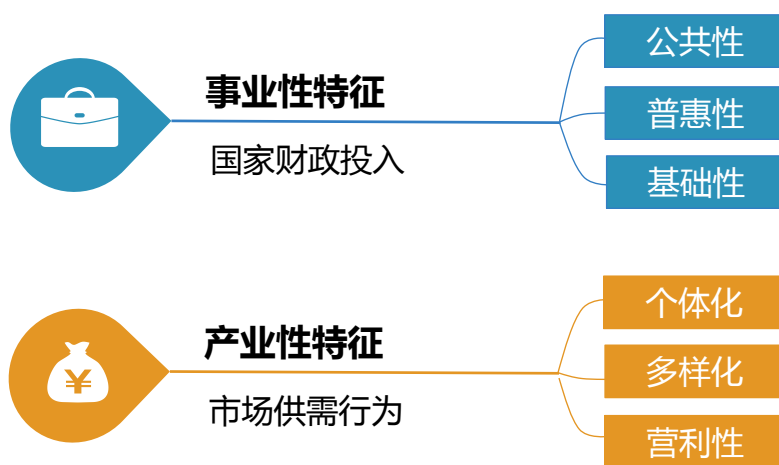 事业性特征
国家财政投入
公共性
普惠性
基础性
产业性特征
市场供需行为
个体化
多样化
营利性
¥